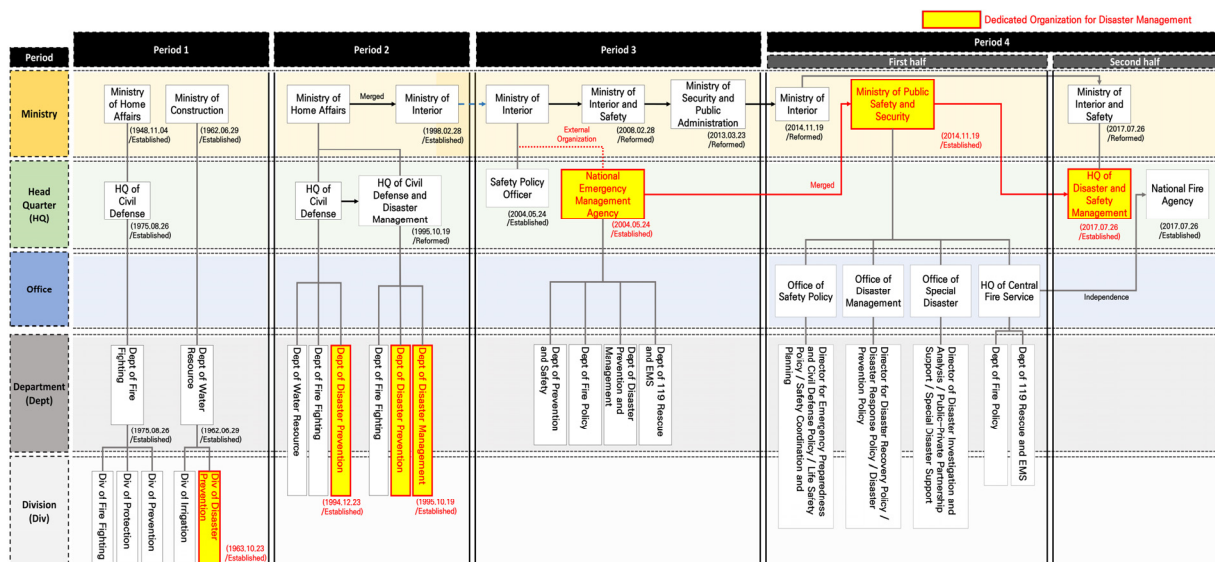 Dedicated Organization for Disaster Management
Period
Period 1
Period 2
Period 3
Period 4
First half
Second half
Ministry
Ministry
of Home
Affairs
(1948.11.04
/Established)
Ministry of
Construction
(1962.06.29
/Established)
Ministry of
Home Affairs
Merged
Ministry of
Interior
(1998.02.28
/Established)
Ministry of
Interior
Ministry of
Interior and
Safety
(2008.02.28
/Reformed)
Ministry of
Security and
Public
Administration
(2013.03.23
/Reformed)
Ministry of
Interior
(2014.11.19
/Reformed)
Ministry of Public
Safety and
Security
(2014.11.19
/Established)
Ministry of
Interior and
Safety
(2017.07.26
/Reformed)
External
Organization
Head
Quarter
(HQ)
HQ of
Civil
Defense
(1975.08.26
/Established)
HQ of
Civil
Defense
HQ of Civil
Defense and
Disaster
Management
(1995.10.19
/Reformed)
Safety Policy
Officer
(2004.05.24
/Established)
National
Emergency
Management
Agency
(2004.05.24
/Established)
Merged
HQ of
Disaster and
Safety
Management
(2017.07.26
/Established)
National Fire
Agency
(2017.07.26
/Established)
Office
Office of
Safety Policy
Office of
Disaster
Management
Office of
Special
Disaster
HQ of Central
Fire Service
Independence
Department
(Dept)
Dept of Fire
Fighting
(1975.08.26
/Established)
Dept of Water
Resource
(1962.06.29
/Established)
Dept of Water Resource
Dept of Fire Fighting
Dept of Disaster Prevention
(1994.12.23
/Established)
Dept of Fire Fighting
Dept of Disaster Prevention
Dept of Disaster Management
(1995.10.19
/Established)
Dept of Prevention
and Safety
Dept of Fire Policy
Dept of Disaster
Prevention and
Management
Dept of 119 Rescue
and EMS
Director for Emergency Preparedness
and Civil Defense Policy / Life Safety
Policy / Safety Coordination and
Planning
Director for Disaster Recovery Policy /
Disaster Response Policy / Disaster
Prevention Policy
Director of Disaster Investigation and
Analysis / Public-Private Partnership
Support / Special Disaster Support
Dept of Fire Policy
Dept of 119 Rescue and EMS
Division
(Div)
Div of Fire Fighting
Div of Protection
Div of Prevention
Div of Irrigation
Div of Disaster
Prevention
(1963.10.23
/Established)